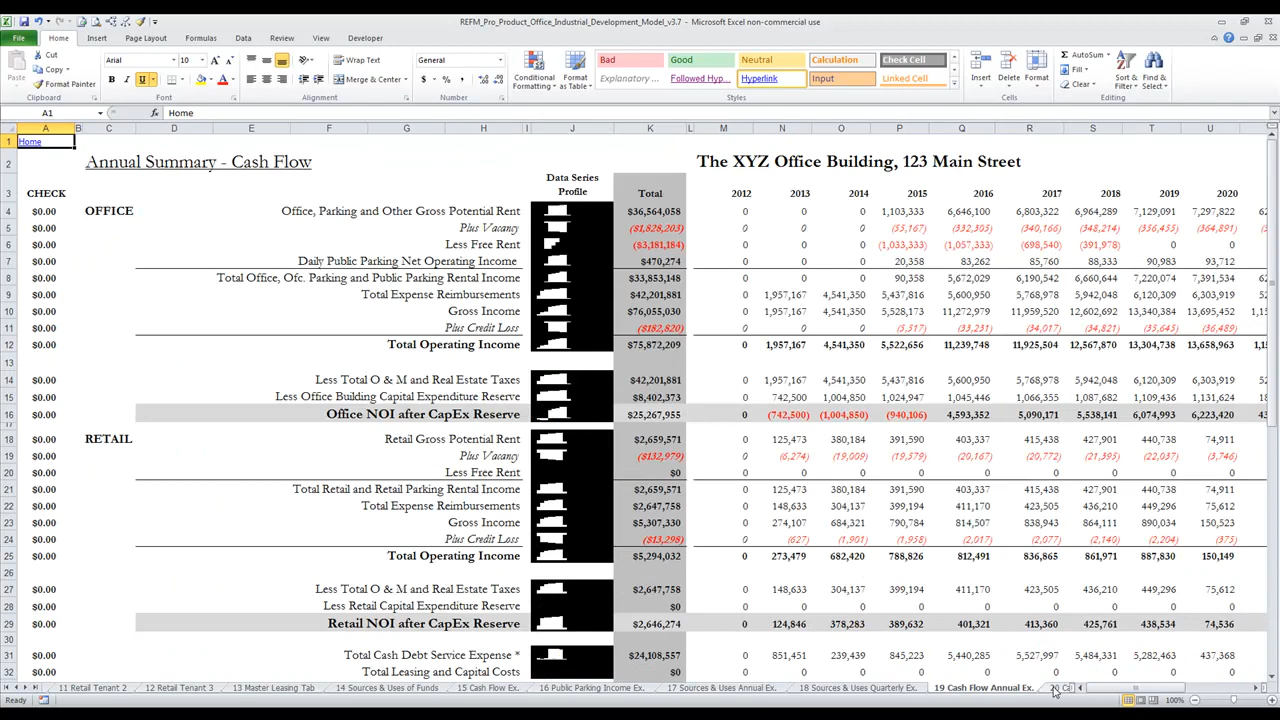 REFM_Pro_Product_Office_Industrial_Development_Model_v3.7 - Microsoft Excel non-commercial use
File Home Insert Page Layout Formulas Data Review View Developer
Cut Arial 10 Wrap Text General Bad Good Neutral Calculation Check Cell AutoSum
Paste Copy Format Painter B I U Merge & Center $ % , Conditional Formatting Format as Table Explanatory ... Followed Hyp... Hyperlink Input Linked Cell Insert Delete Format Fill Clear Sort & Filter Find & Select
Clipboard Font Alignment Number Styles Cells Editing
A1 fx Home
A B C D E F G H I J K L M N O P Q R S T U
1 Home
2 Annual Summary - Cash Flow The XYZ Office Building, 123 Main Street
3 CHECK Data Series Profile Total 2012 2013 2014 2015 2016 2017 2018 2019 2020
4 $0.00 OFFICE Office, Parking and Other Gross Potential Rent $36,564,058 0 0 0 1,103,333 6,646,100 6,803,322 6,964,289 7,129,091 7,297,822
5 $0.00 Plus Vacancy ($1,828,203) 0 0 0 (55,167) (332,305) (340,166) (348,214) (356,455) (364,891)
6 $0.00 Less Free Rent ($3,181,184) 0 0 0 (1,033,333) (1,057,333) (698,540) (391,978) 0 0
7 $0.00 Daily Public Parking Net Operating Income $470,274 0 0 0 20,358 83,262 85,760 88,333 90,983 93,712
8 $0.00 Total Office, Ofc. Parking and Public Parking Rental Income $33,853,148 0 0 0 90,358 5,672,029 6,190,542 6,660,644 7,220,074 7,391,534
9 $0.00 Total Expense Reimbursements $42,201,881 0 1,957,167 4,541,350 5,437,816 5,600,950 5,768,978 5,942,048 6,120,309 6,303,919
10 $0.00 Gross Income $76,055,030 0 1,957,167 4,541,350 5,528,173 11,272,979 11,959,520 12,602,692 13,340,384 13,695,452
11 $0.00 Plus Credit Loss ($182,820) 0 0 0 (5,517) (33,231) (34,017) (34,821) (35,645) (36,489)
12 $0.00 Total Operating Income $75,872,209 0 1,957,167 4,541,350 5,522,656 11,239,748 11,925,504 12,567,870 13,304,738 13,658,963
13
14 $0.00 Less Total O & M and Real Estate Taxes $42,201,881 0 1,957,167 4,541,350 5,437,816 5,600,950 5,768,978 5,942,048 6,120,309 6,303,919
15 $0.00 Less Office Building Capital Expenditure Reserve $8,402,373 0 742,500 1,004,850 1,024,947 1,045,446 1,066,355 1,087,682 1,109,436 1,131,624
16 $0.00 Office NOI after CapEx Reserve $25,267,955 0 (742,500) (1,004,850) (940,106) 4,593,352 5,090,171 5,538,141 6,074,993 6,223,420
17
18 $0.00 RETAIL Retail Gross Potential Rent $2,659,571 0 125,473 380,184 391,590 403,337 415,438 427,901 440,738 74,911
19 $0.00 Plus Vacancy ($132,979) 0 (6,274) (19,009) (19,579) (20,167) (20,772) (21,395) (22,037) (3,746)
20 $0.00 Less Free Rent $0 0 0 0 0 0 0 0 0 0
21 $0.00 Total Retail and Retail Parking Rental Income $2,659,571 0 125,473 380,184 391,590 403,337 415,438 427,901 440,738 74,911
22 $0.00 Total Expense Reimbursements $2,647,758 0 148,633 304,137 399,194 411,170 423,505 436,210 449,296 75,612
23 $0.00 Gross Income $5,307,330 0 274,107 684,321 790,784 814,507 838,943 864,111 890,034 150,523
24 $0.00 Plus Credit Loss ($13,298) 0 (627) (1,901) (1,958) (2,017) (2,077) (2,140) (2,204) (375)
25 $0.00 Total Operating Income $5,294,032 0 273,479 682,420 788,826 812,491 836,865 861,971 887,830 150,149
26
27 $0.00 Less Total O & M and Real Estate Taxes $2,647,758 0 148,633 304,137 399,194 411,170 423,505 436,210 449,296 75,612
28 $0.00 Less Retail Capital Expenditure Reserve $0 0 0 0 0 0 0 0 0 0
29 $0.00 Retail NOI after CapEx Reserve $2,646,274 0 124,846 378,283 389,632 401,321 413,360 425,761 438,534 74,536
30
31 $0.00 Total Cash Debt Service Expense * $24,108,557 0 851,451 239,439 845,223 5,440,285 5,527,997 5,484,331 5,282,463 437,368
32 $0.00 Total Leasing and Capital Costs $0 0 0 0 0 0 0 0 0 0
11 Retail Tenant 2 12 Retail Tenant 3 13 Master Leasing Tab 14 Sources & Uses of Funds 15 Cash Flow Ex. 16 Public Parking Income Ex. 17 Sources & Uses Annual Ex. 18 Sources & Uses Quarterly Ex. 19 Cash Flow Annual Ex.
Ready 100%